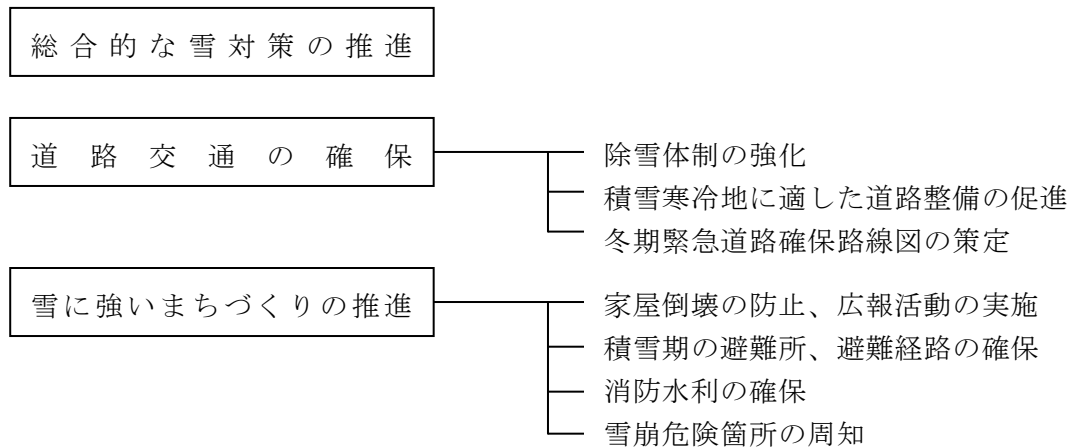 総合的な雪対策の推進
道路交通の確保
除雪体制の強化
積雪寒冷地に適した道路整備の促進
冬期緊急道路確保路線図の策定
雪に強いまちづくりの推進
家屋倒壊の防止、広報活動の実施
積雪期の避難所、避難経路の確保
消防水利の確保
雪崩危険箇所の周知